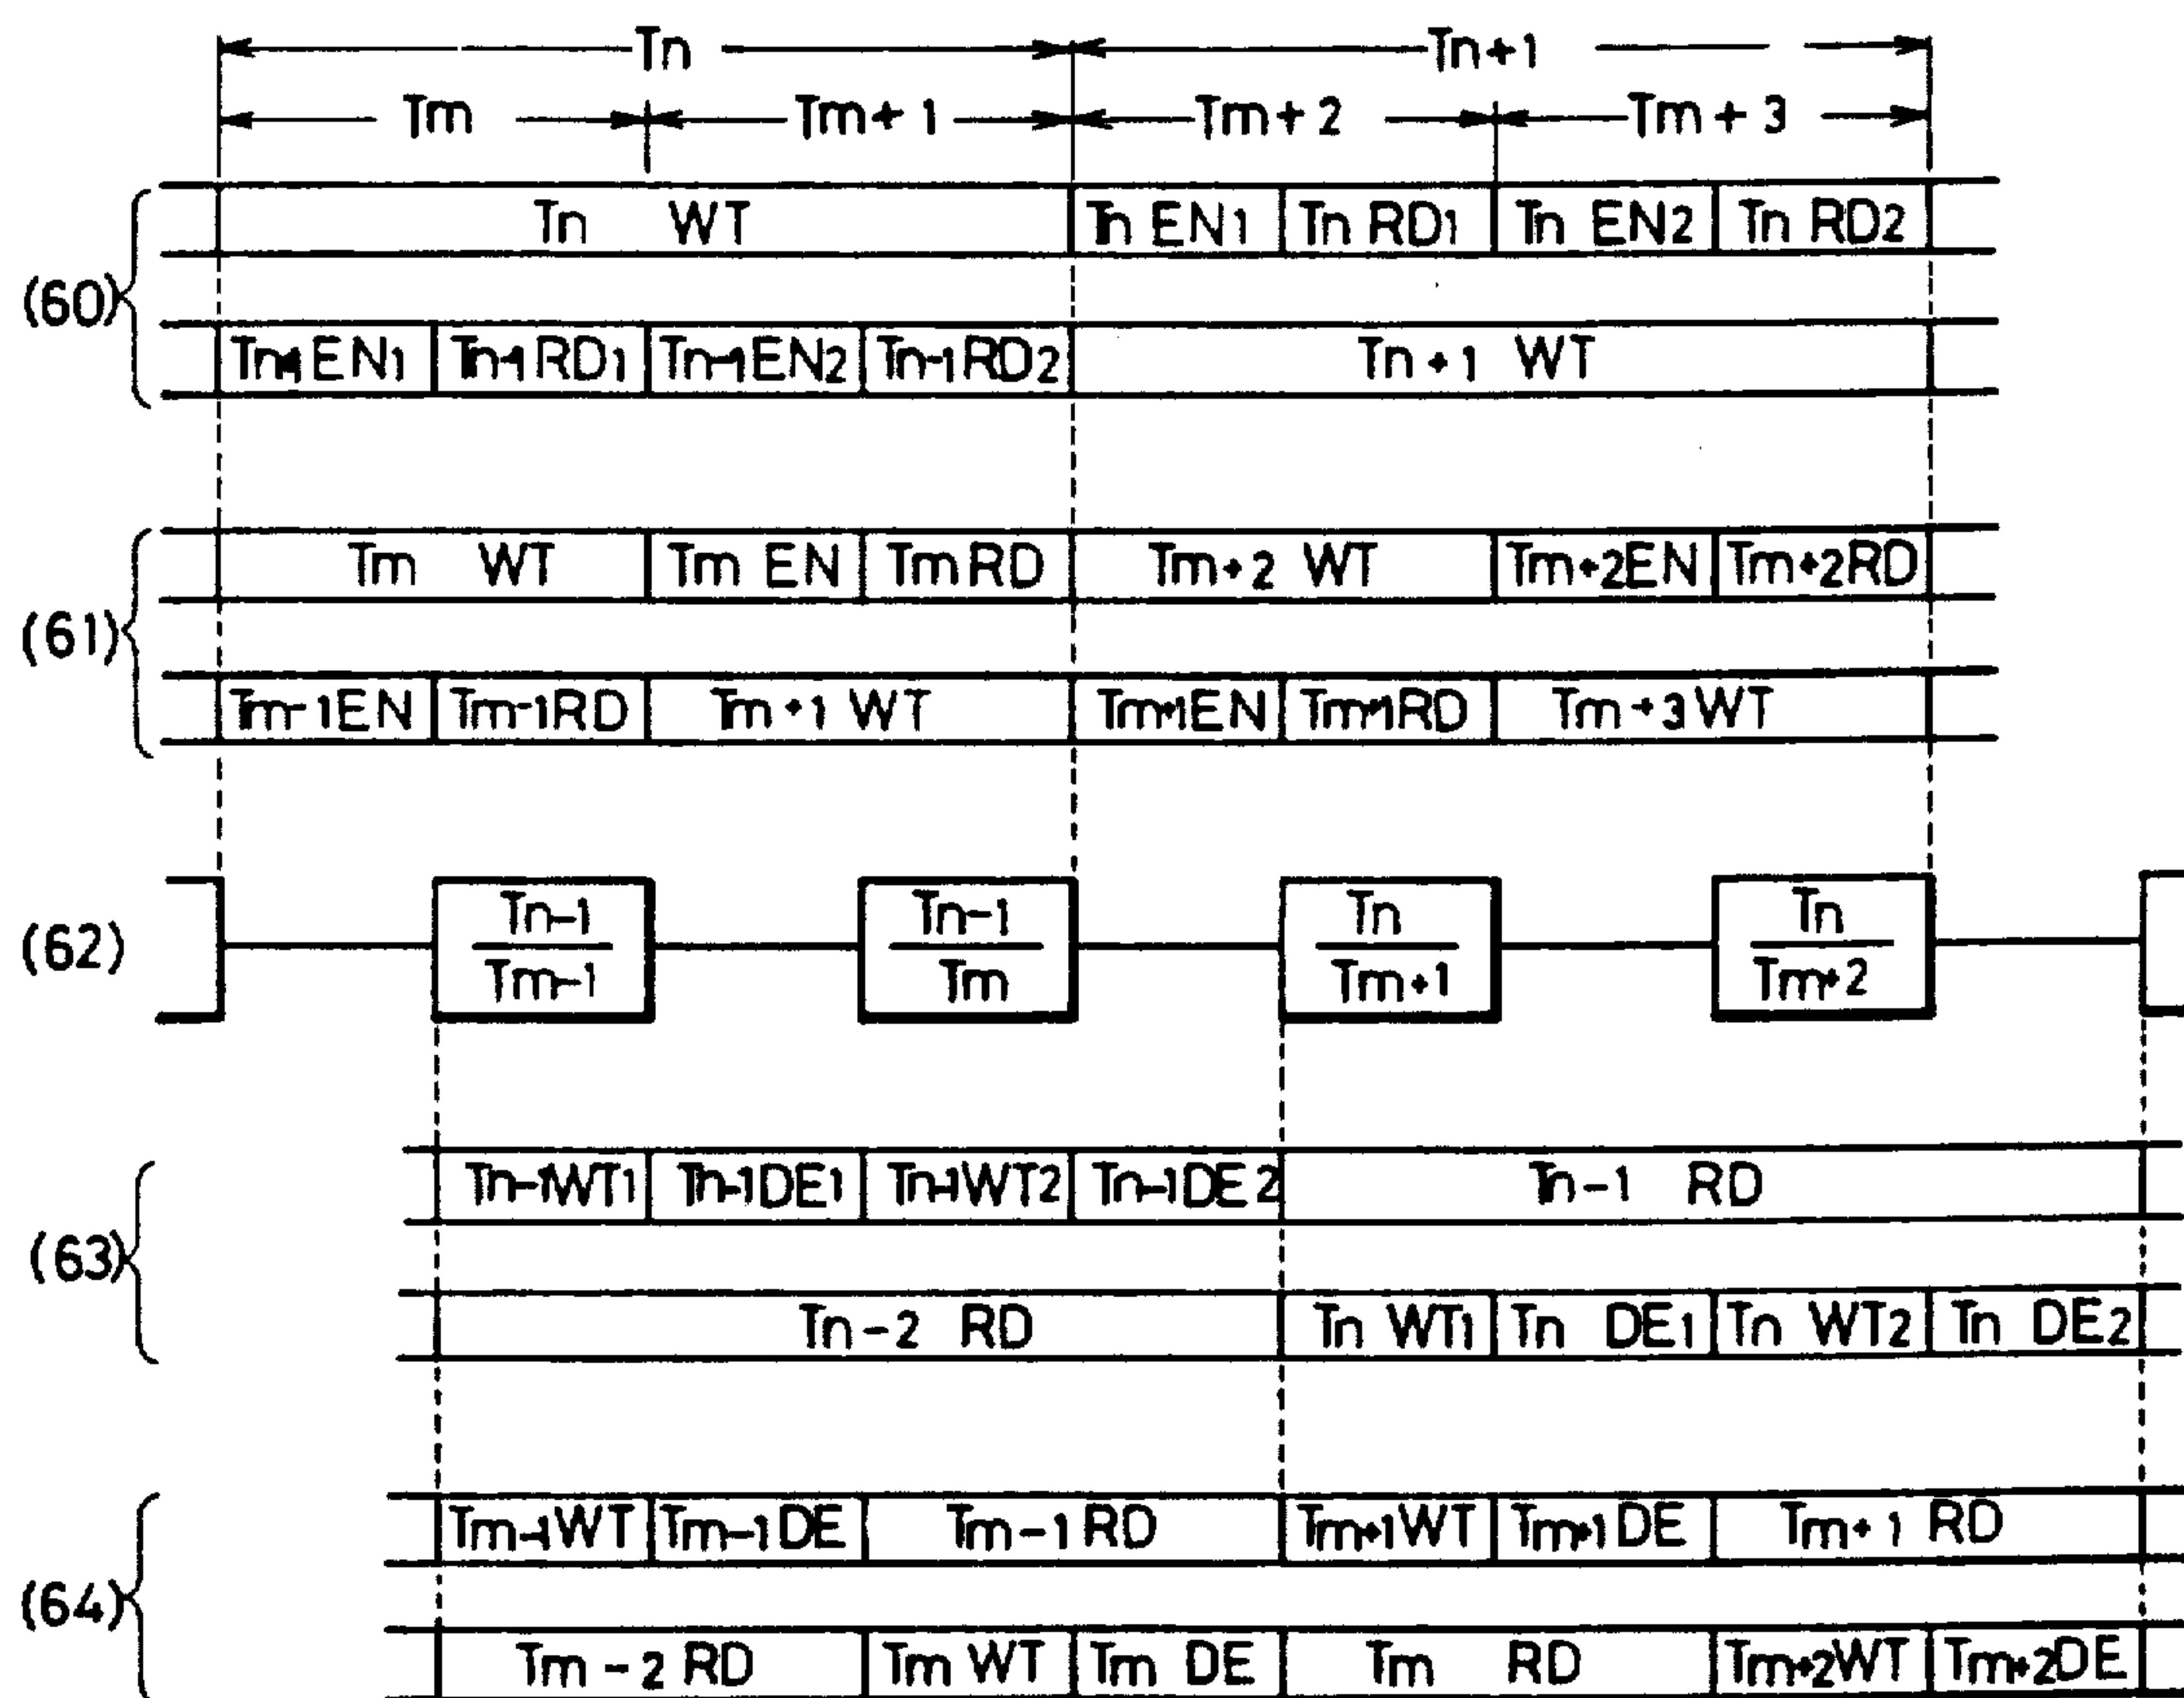 Tn Tn+1
Tm Tm+1 Tm+2 Tm+3
(60)
Tn WT Tn EN1 Tn RD1 Tn EN2 Tn RD2
Tn-1EN1 Tn-1RD1 Tn-1EN2 Tn-1RD2 Tn+1 WT
(61)
Tm WT Tm EN Tm RD Tm+2 WT Tm+2EN Tm+2RD
Tm-1EN Tm-1RD Tm+1 WT Tm+1EN Tm+1RD Tm+3WT
(62)
Tn-1 Tn-1 Tn Tn
Tm-1 Tm Tm+1 Tm+2
(63)
Tn-1WT1 Tn-1DE1 Tn-1WT2 Tn-1DE2 Tn-1 RD
Tn-2 RD Tn WT1 Tn DE1 Tn WT2 Tn DE2
(64)
Tm-1WT Tm-1DE Tm-1RD Tm+1WT Tm+1DE Tm+1 RD
Tm-2 RD Tm WT Tm DE Tm RD Tm+2WT Tm+2DE